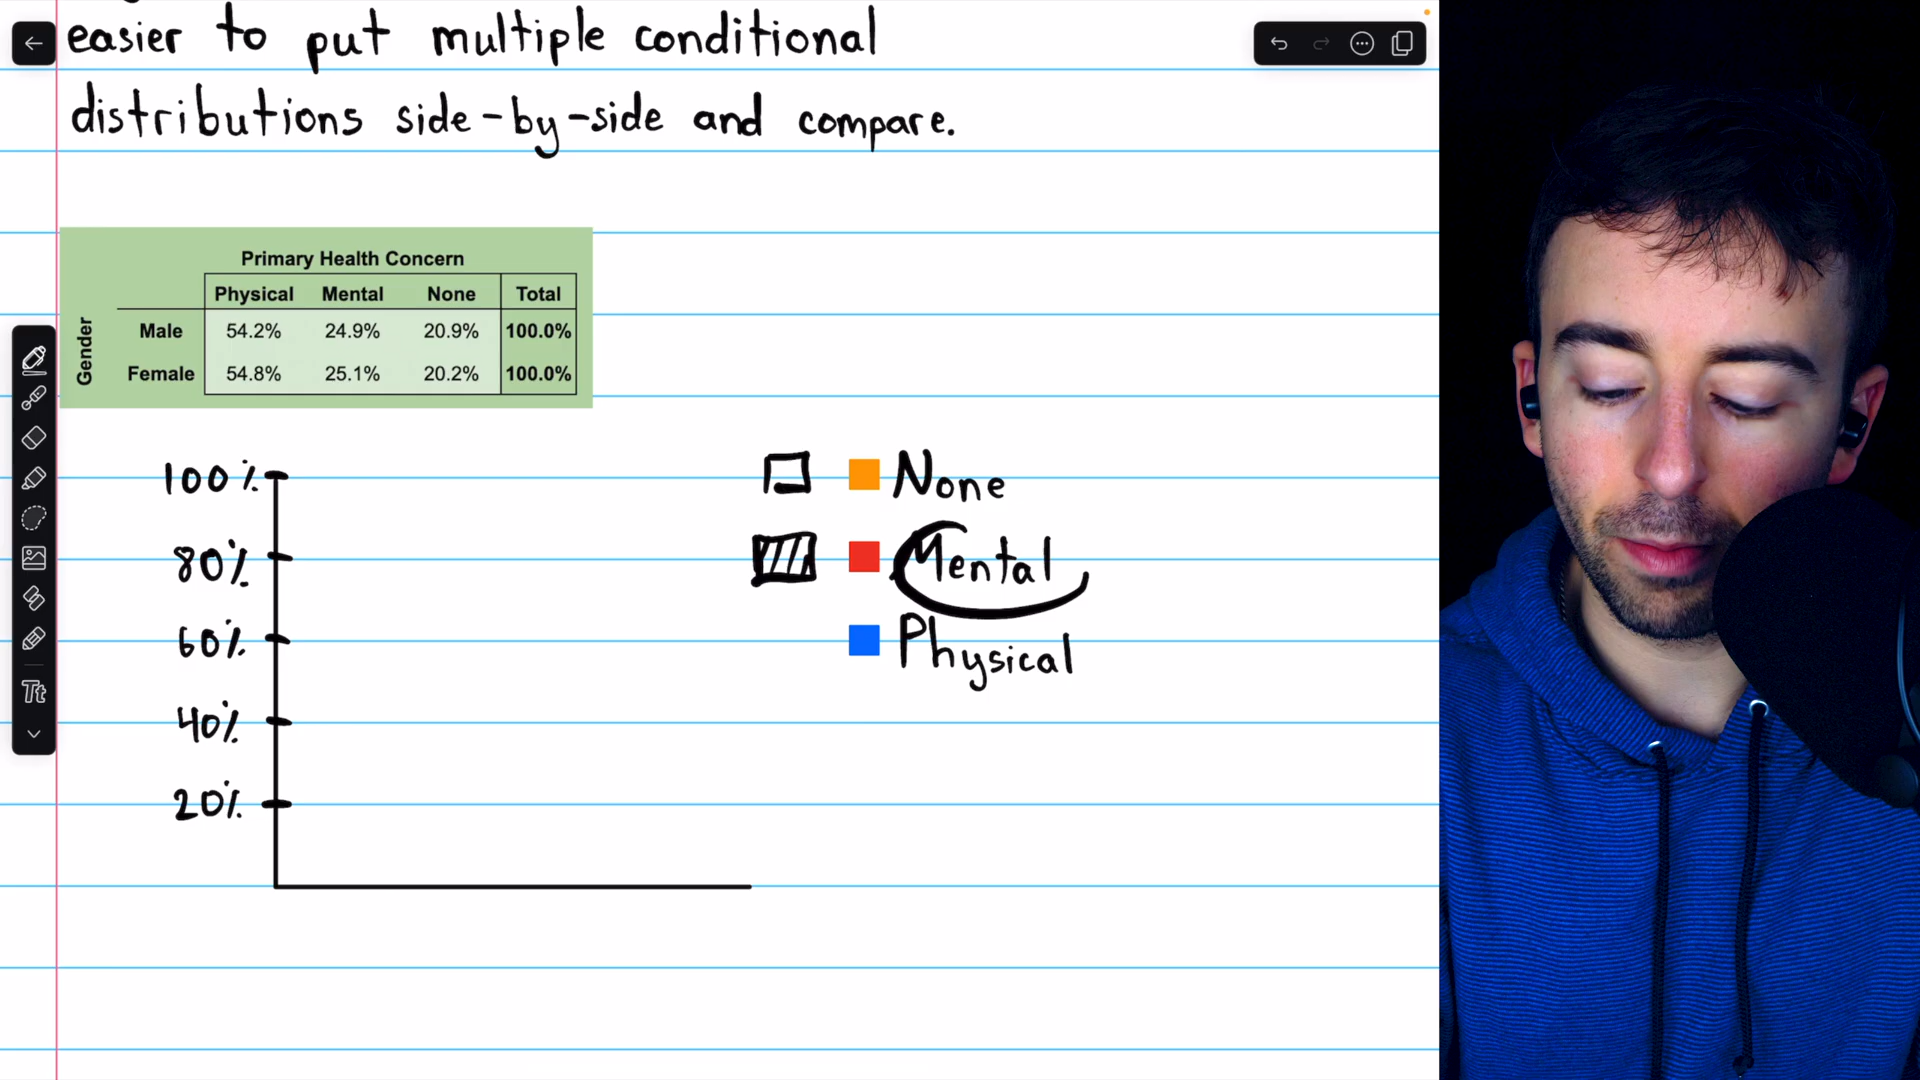 easier to put multiple conditional
distributions side-by-side and compare.
Primary Health Concern
Physical Mental None Total
Gender
Male 54.2% 24.9% 20.9% 100.0%
Female 54.8% 25.1% 20.2% 100.0%
100%
80%
60%
40%
20%
None
Mental
Physical
Tt